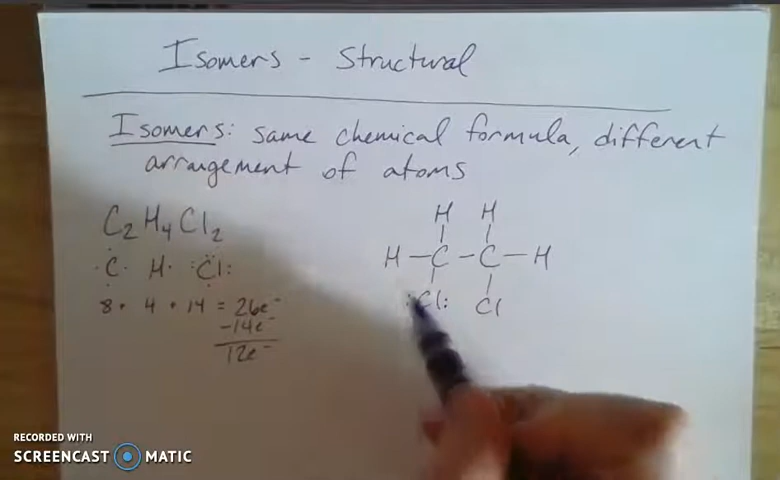 Isomers - Structural
Isomers: same chemical formula, different
arrangement of atoms
C2H4Cl2
·C· H· :Cl:
8 + 4 + 14 = 26e-
-14e-
12e-
H H
H - C - C - H
:Cl: Cl
RECORDED WITH
SCREENCAST MATIC